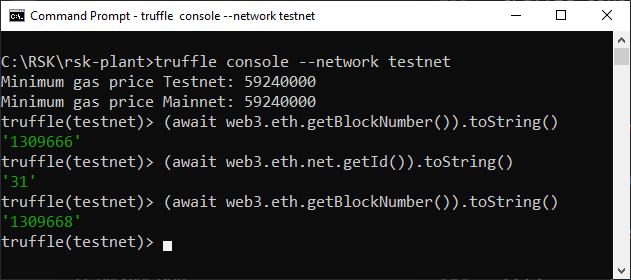 Command Prompt - truffle  console --network testnet
C:\RSK\rsk-plant>truffle console --network testnet
Minimum gas price Testnet: 59240000
Minimum gas price Mainnet: 59240000
truffle(testnet)> (await web3.eth.getBlockNumber()).toString()
'1309666'
truffle(testnet)> (await web3.eth.net.getId()).toString()
'31'
truffle(testnet)> (await web3.eth.getBlockNumber()).toString()
'1309668'
truffle(testnet)>